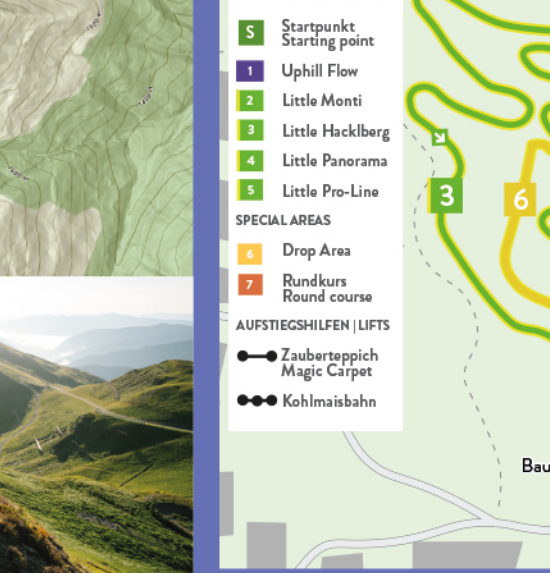 S Startpunkt
Starting point
1 Uphill Flow
2 Little Monti
3 Little Hacklberg
4 Little Panorama
5 Little Pro-Line
SPECIAL AREAS
6 Drop Area
7 Rundkurs
Round course
AUFSTIEGSHILFEN | LIFTS
Zauberteppich
Magic Carpet
Kohlmaisbahn
3
6
Bau